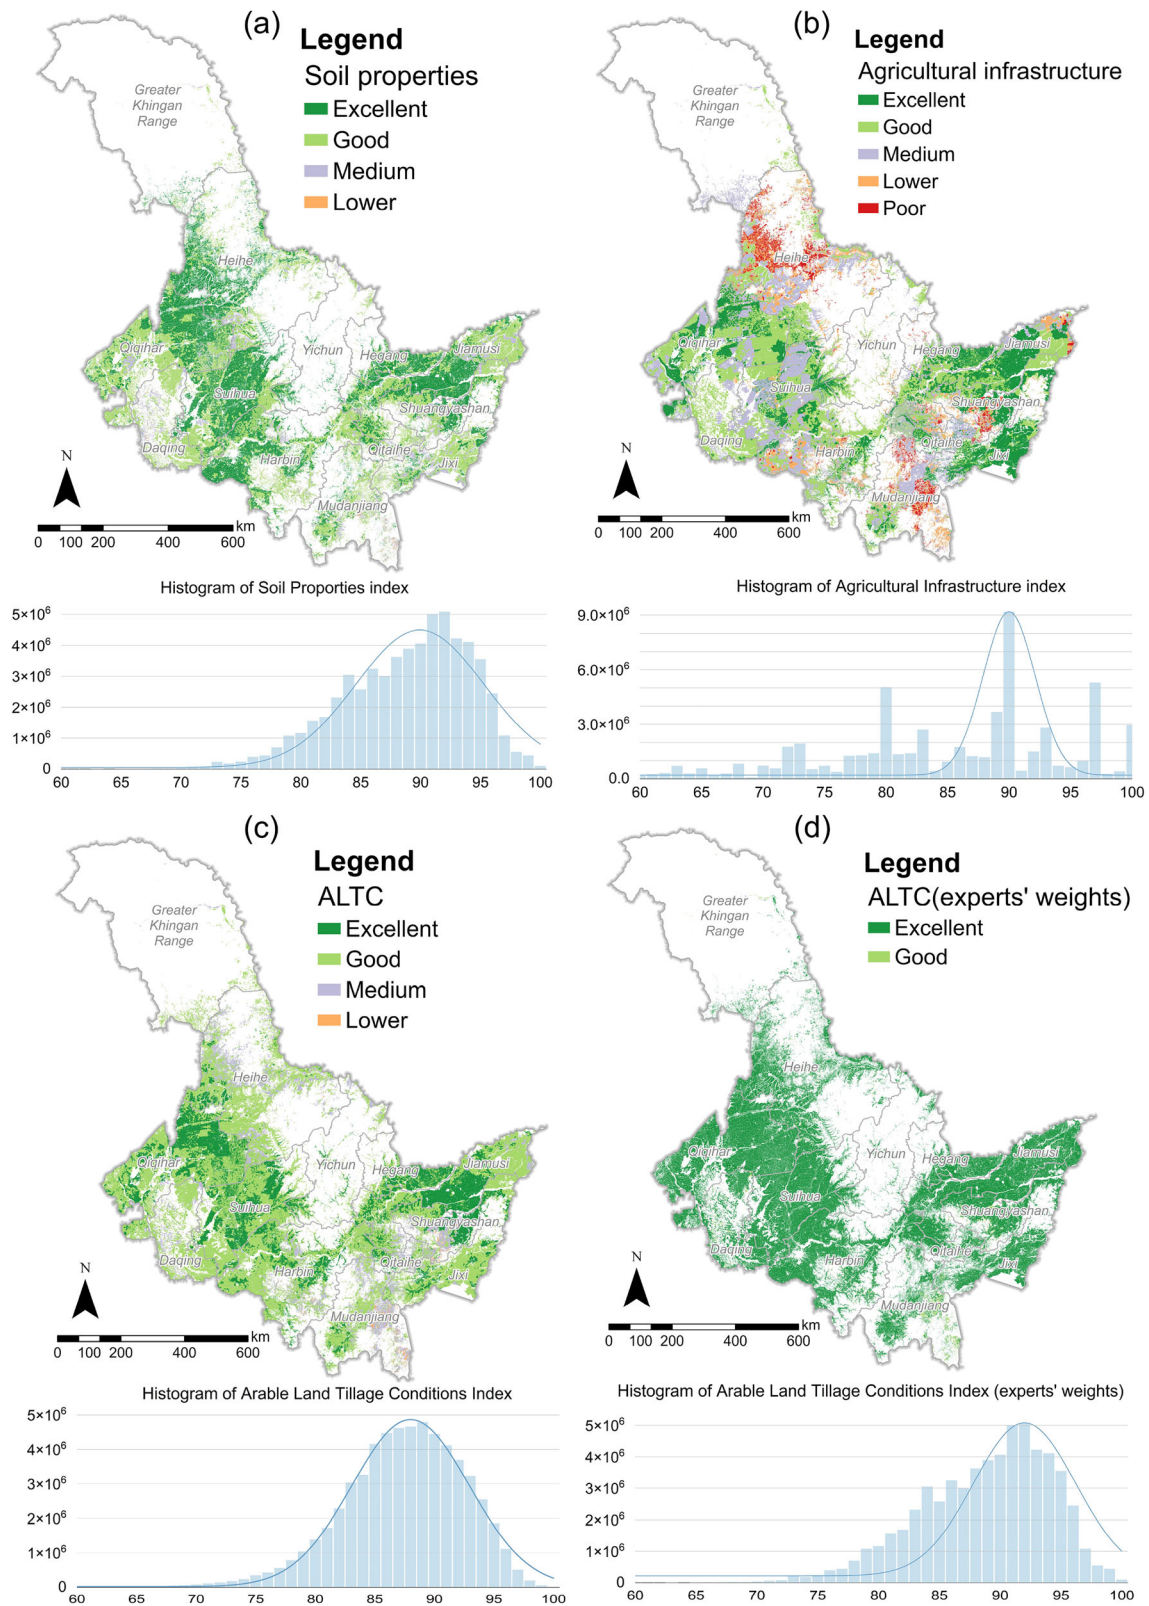 (a)
Legend
Soil properties
Excellent
Good
Medium
Lower
Greater
Khingan
Range
Heihe
Qiqihar
Yichun
Hegang
Jiamusi
Suihua
Shuangyashan
Daqing
Harbin
Qitaihe
Jixi
Mudanjiang
N
km
0 100 200 400 600
Histogram of Soil Proporties index
5×10⁶
4×10⁶
3×10⁶
2×10⁶
1×10⁶
0
60 65 70 75 80 85 90 95 100
(b)
Legend
Agricultural infrastructure
Excellent
Good
Medium
Lower
Poor
Greater
Khingan
Range
Heihe
Qiqihar
Yichun
Hegang
Jiamusi
Suihua
Shuangyashan
Daqing
Harbin
Qitaihe
Jixi
Mudanjiang
N
km
0 100 200 400 600
Histogram of Agricultural Infrastructure index
9.0×10⁶
6.0×10⁶
3.0×10⁶
0.0
60 65 70 75 80 85 90 95 100
(c)
Legend
ALTC
Excellent
Good
Medium
Lower
Greater
Khingan
Range
Heihe
Qiqihar
Yichun
Hegang
Jiamusi
Suihua
Shuangyashan
Daqing
Harbin
Qitaihe
Jixi
Mudanjiang
N
km
0 100 200 400 600
Histogram of Arable Land Tillage Conditions Index
5×10⁶
4×10⁶
3×10⁶
2×10⁶
1×10⁶
0
60 65 70 75 80 85 90 95 100
(d)
Legend
ALTC(experts' weights)
Excellent
Good
Greater
Khingan
Range
Heihe
Qiqihar
Yichun
Hegang
Jiamusi
Suihua
Shuangyashan
Daqing
Harbin
Qitaihe
Jixi
Mudanjiang
N
km
0 100 200 400 600
Histogram of Arable Land Tillage Conditions Index (experts' weights)
5×10⁶
4×10⁶
3×10⁶
2×10⁶
1×10⁶
0
60 65 70 75 80 85 90 95 100